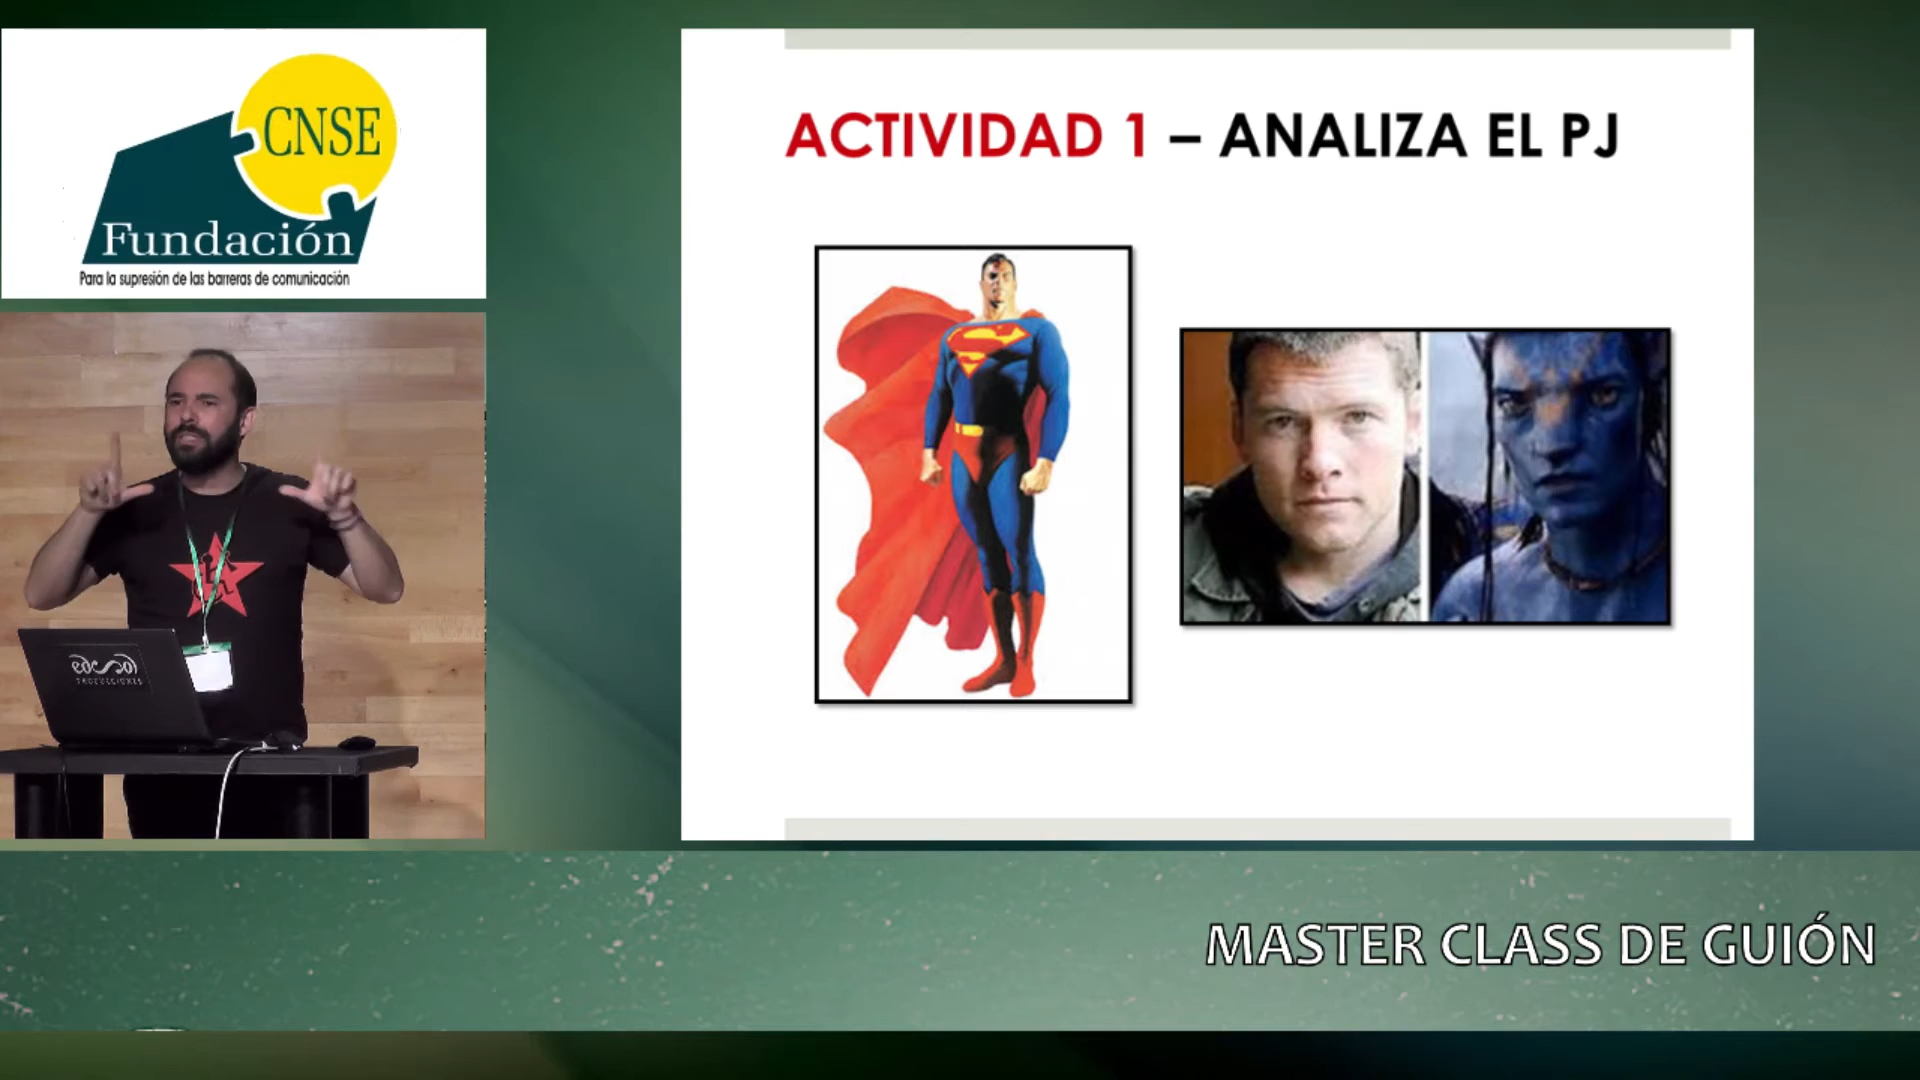 CNSE
Fundación
Para la supresión de las barreras de comunicación
ACTIVIDAD 1 – ANALIZA EL PJ
PRODUCCIONES
MASTER CLASS DE GUIÓN